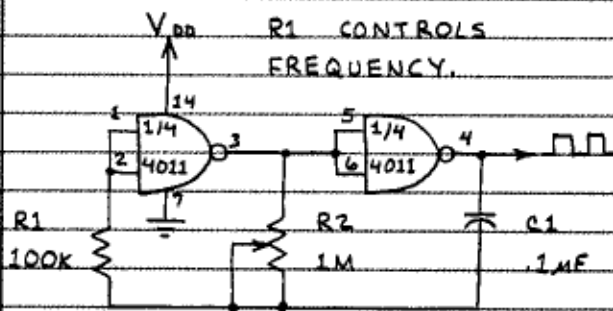 VDD R1 CONTROLS
FREQUENCY.
14
1 1/4 5 1/4
3 4
2 4011 6 4011
7
R1 R2 C1
100K 1M .1MF